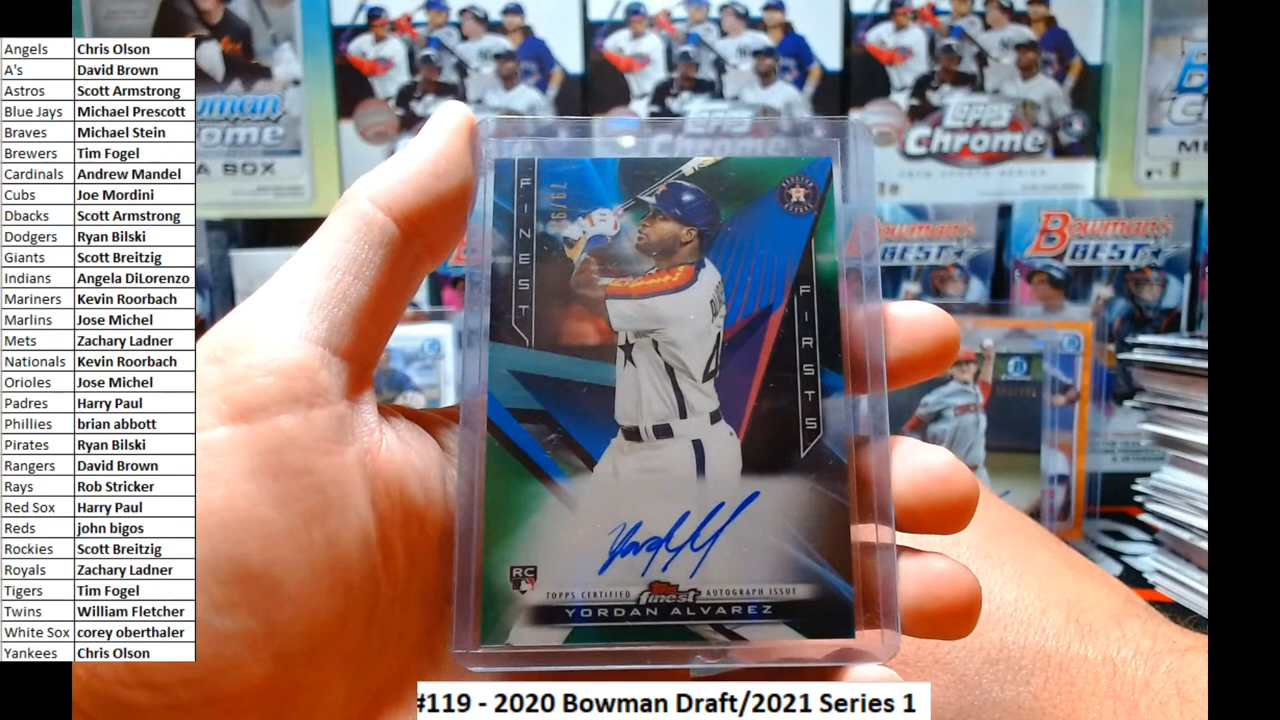 Angels Chris Olson
A's David Brown
Astros Scott Armstrong
Blue Jays Michael Prescott
Braves Michael Stein
Brewers Tim Fogel
Cardinals Andrew Mandel
Cubs Joe Mordini
Dbacks Scott Armstrong
Dodgers Ryan Bilski
Giants Scott Breitzig
Indians Angela DiLorenzo
Mariners Kevin Roorbach
Marlins Jose Michel
Mets Zachary Ladner
Nationals Kevin Roorbach
Orioles Jose Michel
Padres Harry Paul
Phillies brian abbott
Pirates Ryan Bilski
Rangers David Brown
Rays Rob Stricker
Red Sox Harry Paul
Reds john bigos
Rockies Scott Breitzig
Royals Zachary Ladner
Tigers Tim Fogel
Twins William Fletcher
White Sox corey oberthaler
Yankees Chris Olson
Topps
Chrome
Topps
Chrome
BOX
BEST
Bowman's
BEST
FINEST
FIRSTS
RC
TOPPS CERTIFIED Topps finest AUTOGRAPH ISSUE
YORDAN ALVAREZ
#119 - 2020 Bowman Draft/2021 Series 1